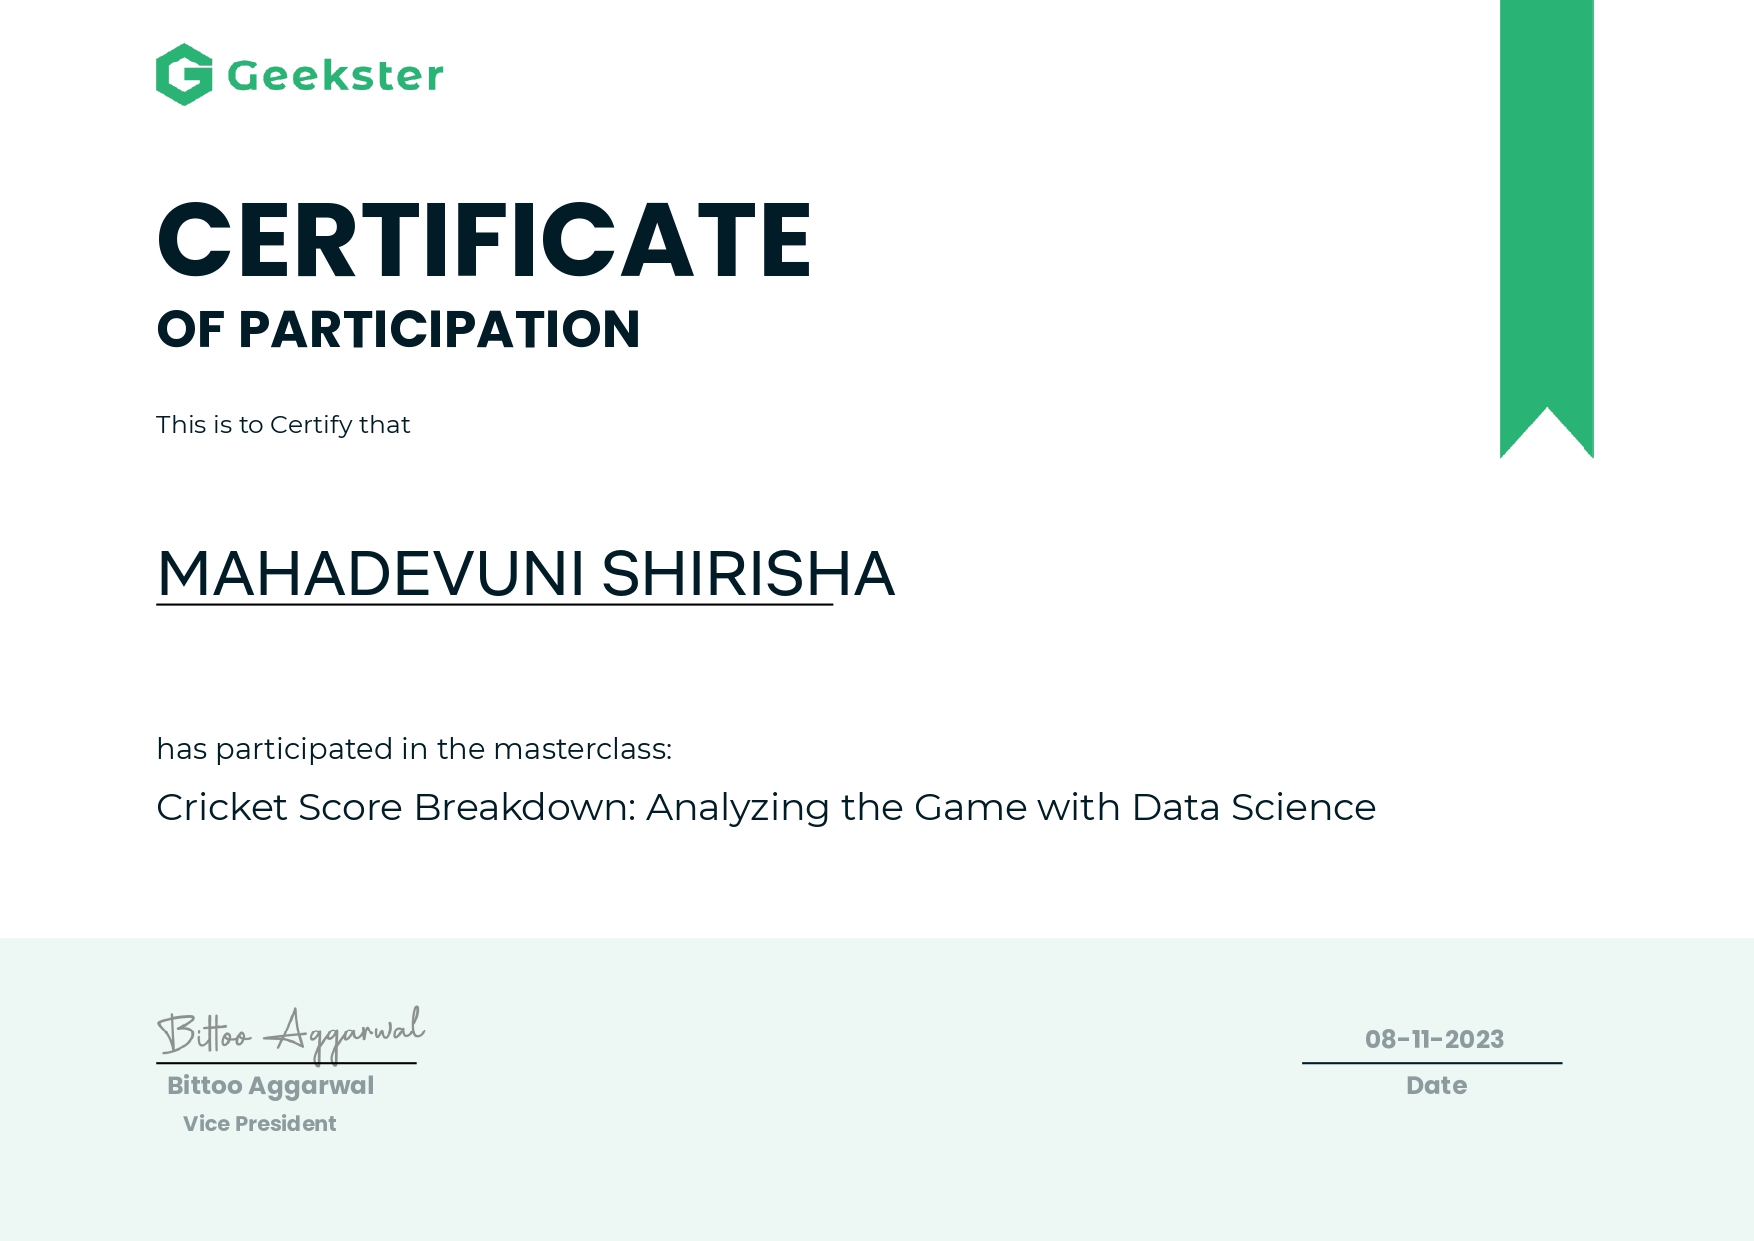 Geekster
CERTIFICATE
OF PARTICIPATION
This is to Certify that
MAHADEVUNI SHIRISHA
has participated in the masterclass:
Cricket Score Breakdown: Analyzing the Game with Data Science
Bittoo Aggarwal
Bittoo Aggarwal
Vice President
08-11-2023
Date